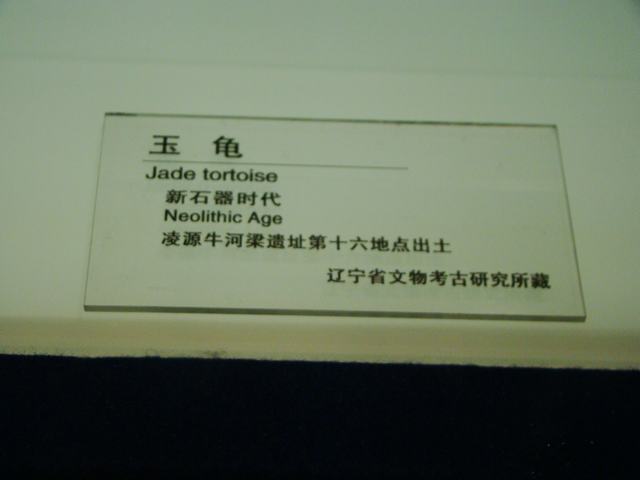 玉 龟
Jade tortoise
新石器时代
Neolithic Age
凌源牛河梁遗址第十六地点出土
辽宁省文物考古研究所藏